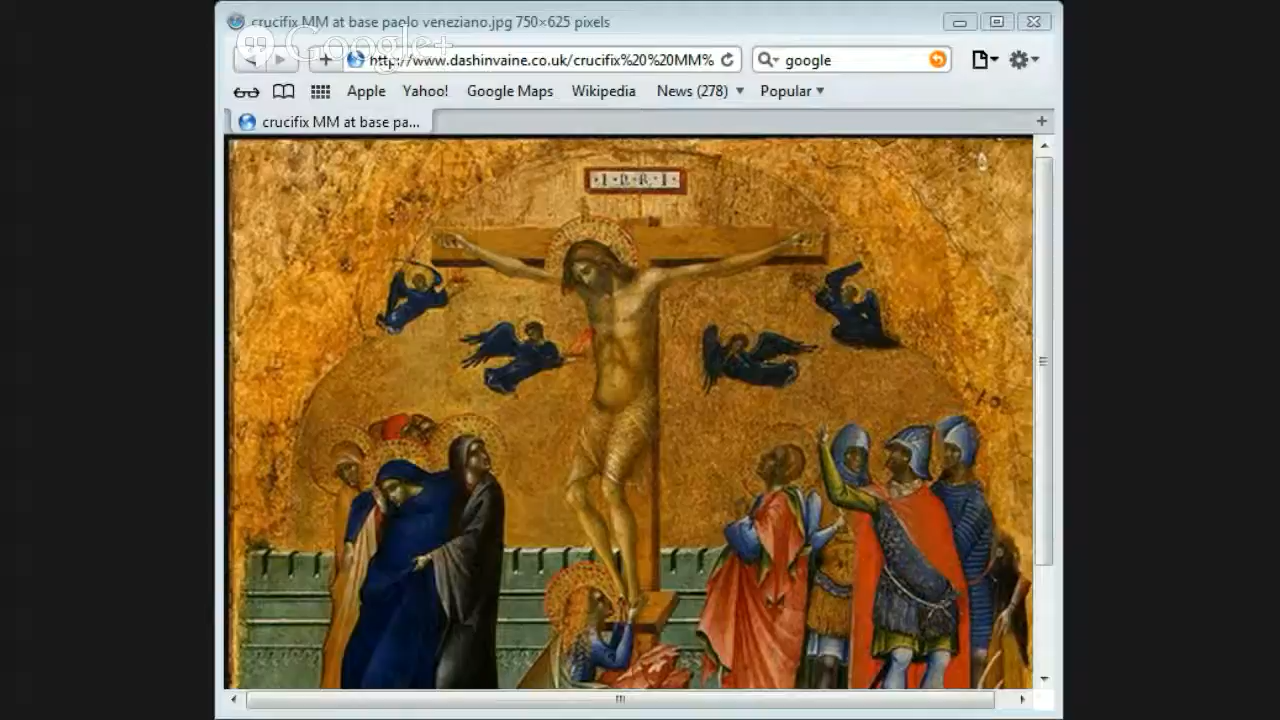 crucifix MM at base paolo veneziano.jpg 750×625 pixels
Google+
http://www.dashinvaine.co.uk/crucifix%20%20MM%
google
Apple
Yahoo!
Google Maps
Wikipedia
News (278)
Popular
crucifix MM at base pa...